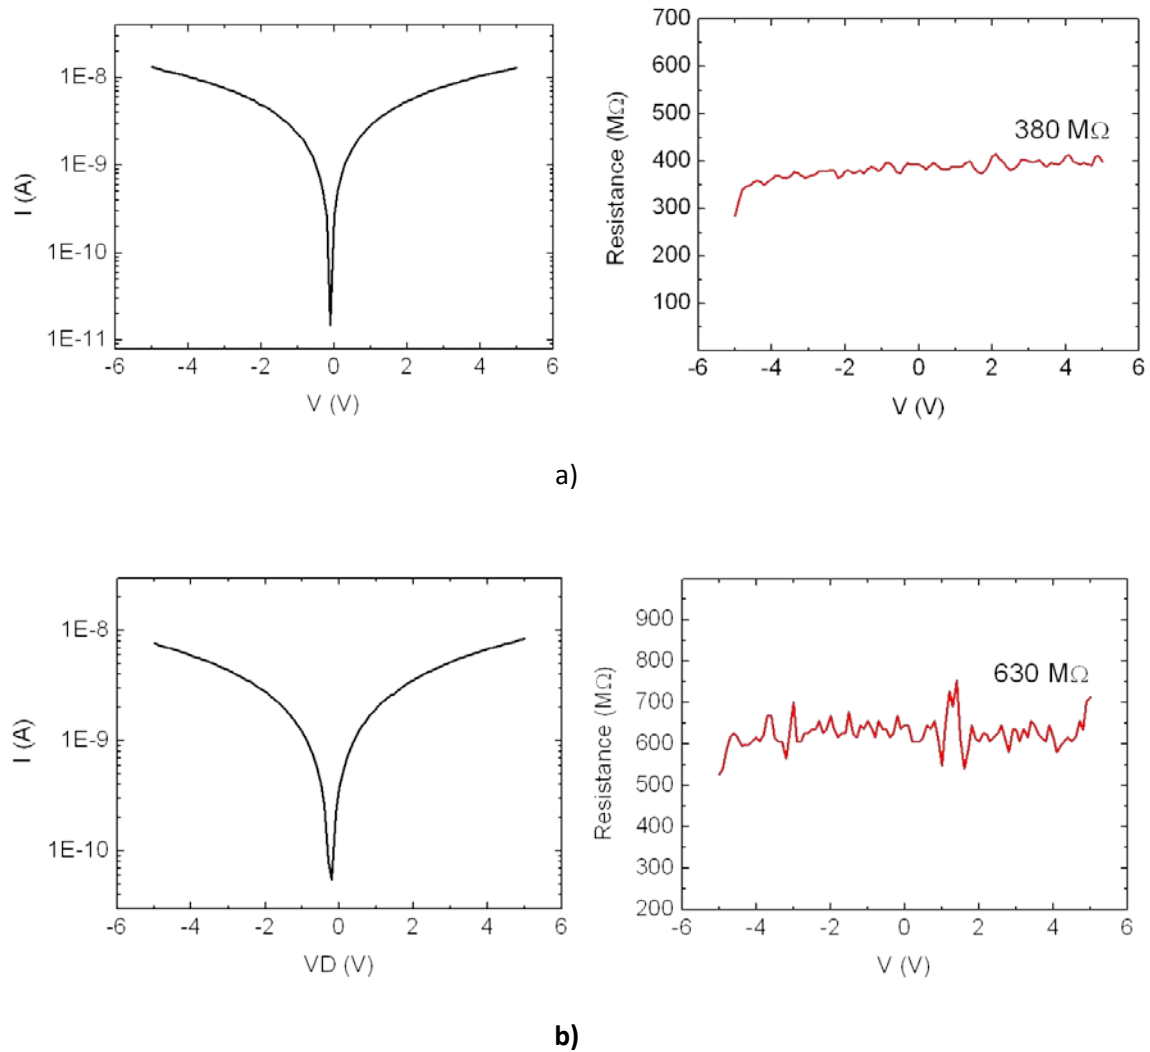 I (A)
1E-8
1E-9
1E-10
1E-11
-6 -4 -2 0 2 4 6
V (V)
Resistance (MΩ)
700
600
500
400
300
200
100
380 MΩ
-6 -4 -2 0 2 4 6
V (V)
a)
I (A)
1E-8
1E-9
1E-10
-6 -4 -2 0 2 4 6
VD (V)
Resistance (MΩ)
900
800
700
600
500
400
300
200
630 MΩ
-6 -4 -2 0 2 4 6
V (V)
b)